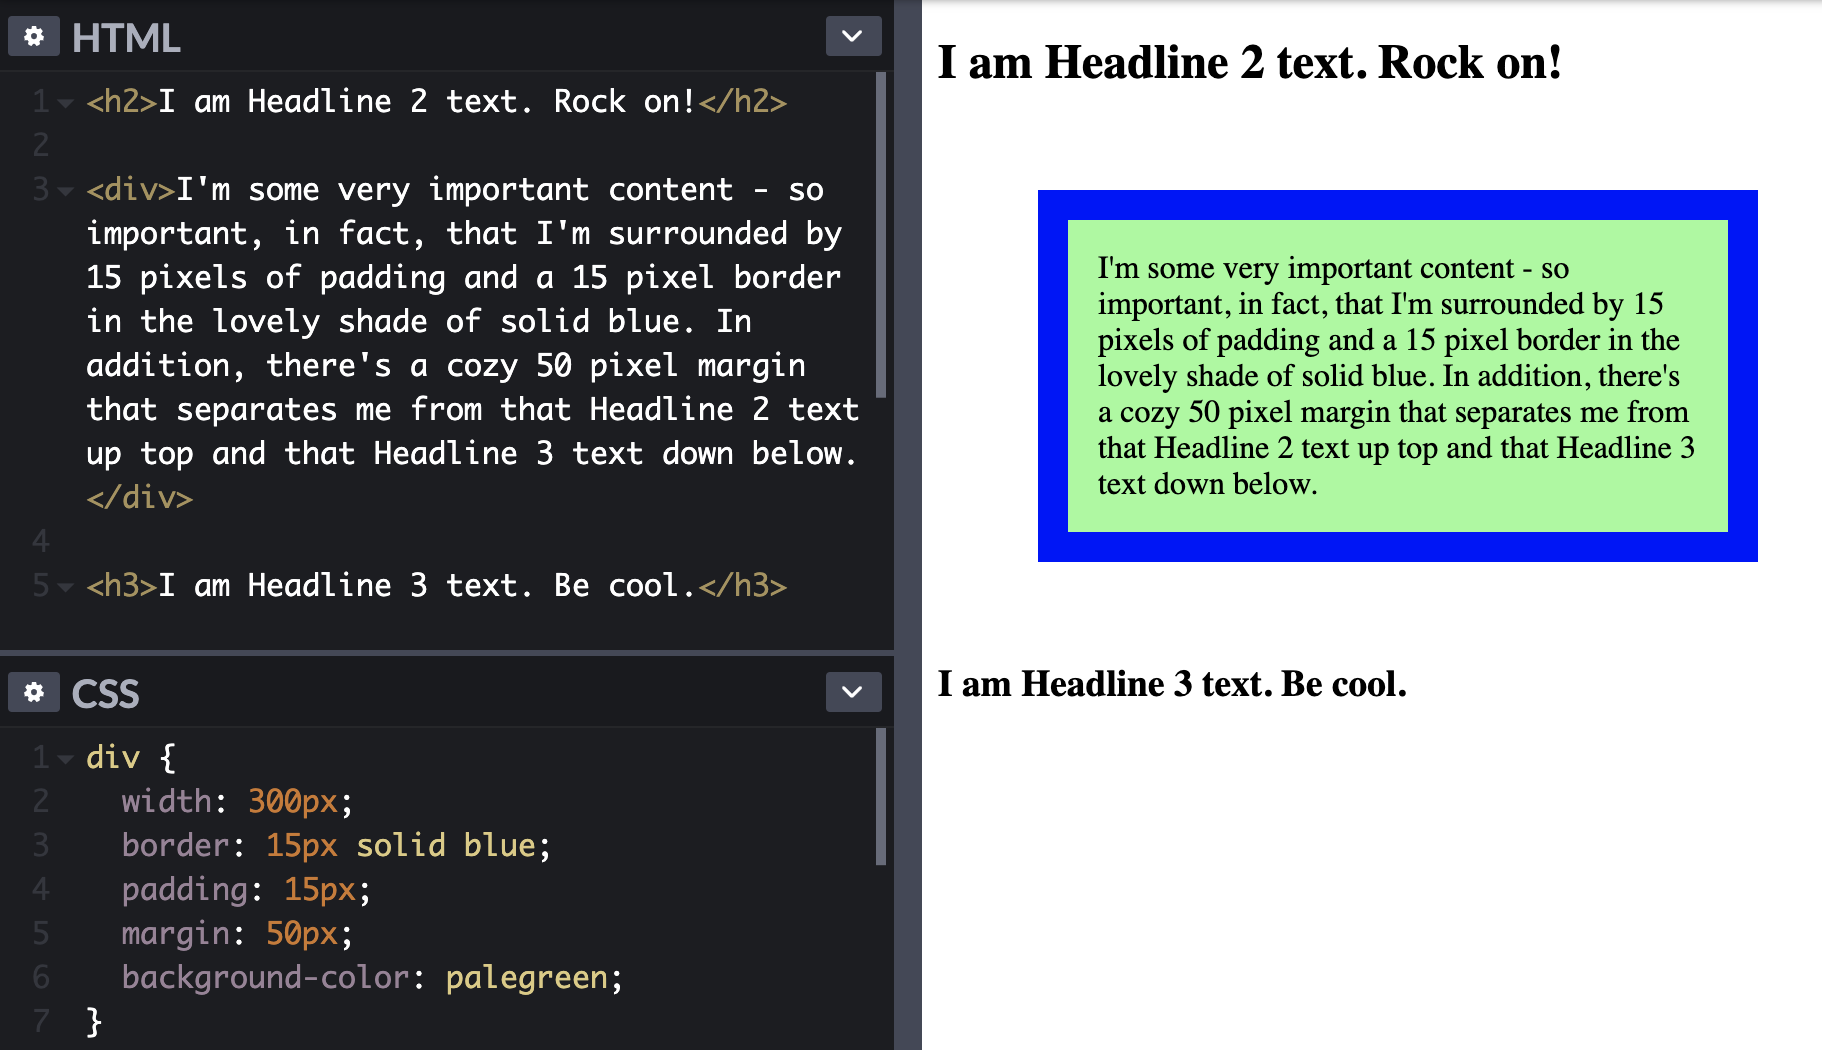 HTML
1 <h2>I am Headline 2 text. Rock on!</h2>
2
3 <div>I'm some very important content - so
important, in fact, that I'm surrounded by
15 pixels of padding and a 15 pixel border
in the lovely shade of solid blue. In
addition, there's a cozy 50 pixel margin
that separates me from that Headline 2 text
up top and that Headline 3 text down below.
</div>
4
5 <h3>I am Headline 3 text. Be cool.</h3>
CSS
1 div {
2 width: 300px;
3 border: 15px solid blue;
4 padding: 15px;
5 margin: 50px;
6 background-color: palegreen;
7 }
I am Headline 2 text. Rock on!
I'm some very important content - so
important, in fact, that I'm surrounded by 15
pixels of padding and a 15 pixel border in the
lovely shade of solid blue. In addition, there's
a cozy 50 pixel margin that separates me from
that Headline 2 text up top and that Headline 3
text down below.
I am Headline 3 text. Be cool.